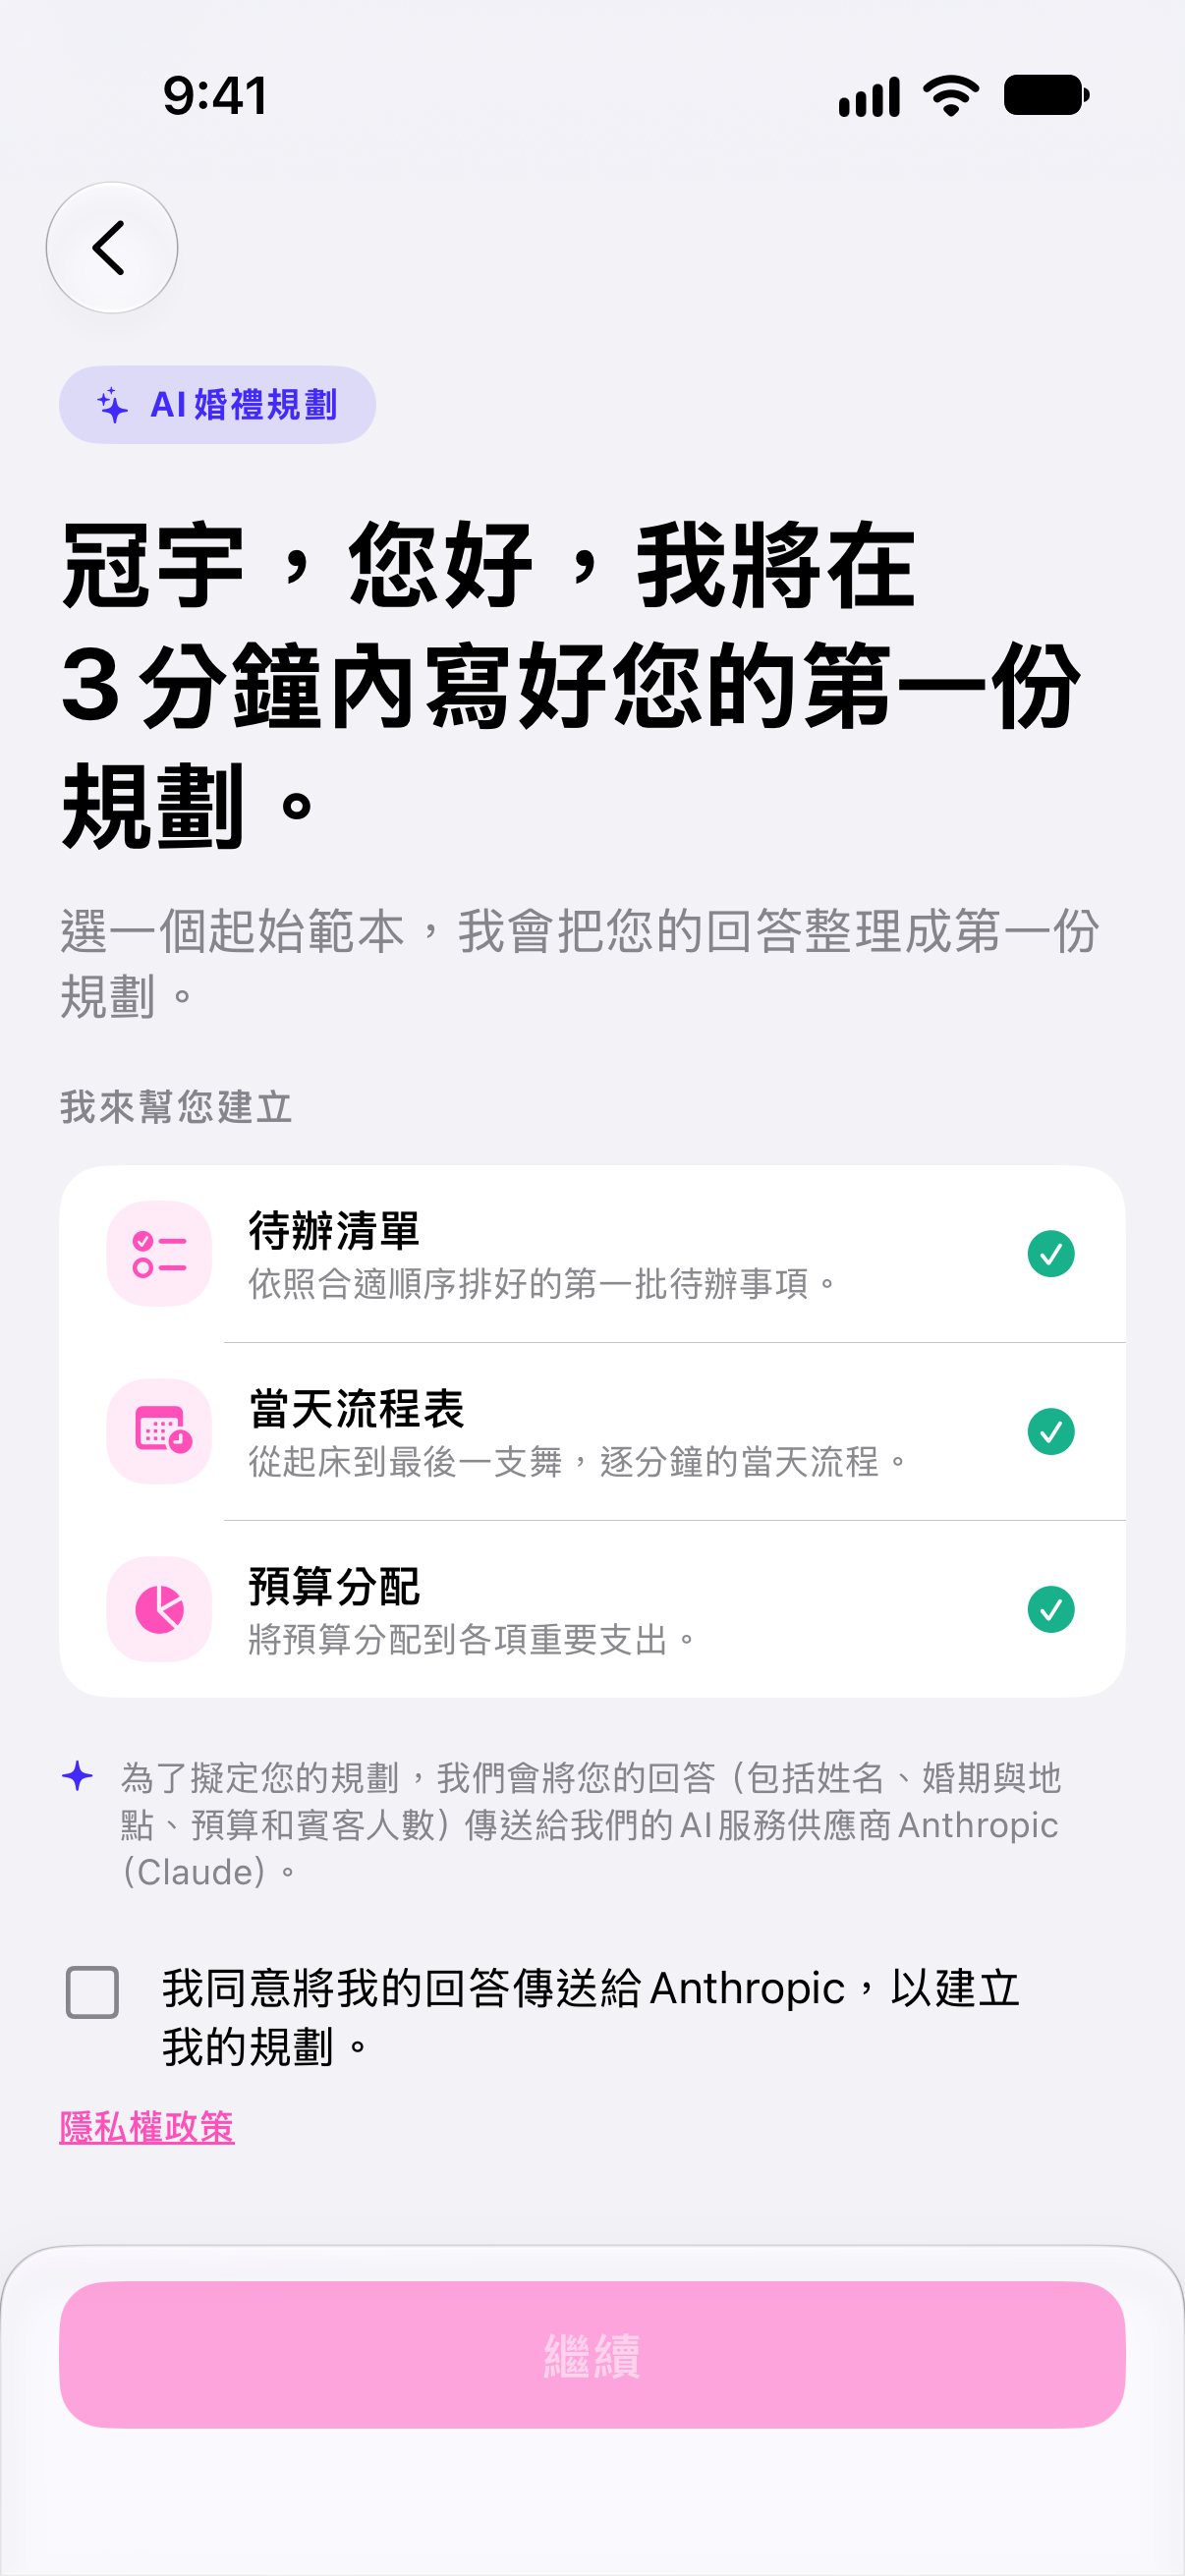 9:41
AI 婚禮規劃
冠宇，您好，我將在
3 分鐘內寫好您的第一份
規劃。
選一個起始範本，我會把您的回答整理成第一份
規劃。
我來幫您建立
待辦清單
依照合適順序排好的第一批待辦事項。
當天流程表
從起床到最後一支舞，逐分鐘的當天流程。
預算分配
將預算分配到各項重要支出。
為了擬定您的規劃，我們會將您的回答（包括姓名、婚期與地
點、預算和賓客人數）傳送給我們的 AI 服務供應商 Anthropic
（Claude）。
我同意將我的回答傳送給 Anthropic，以建立
我的規劃。
隱私權政策
繼續